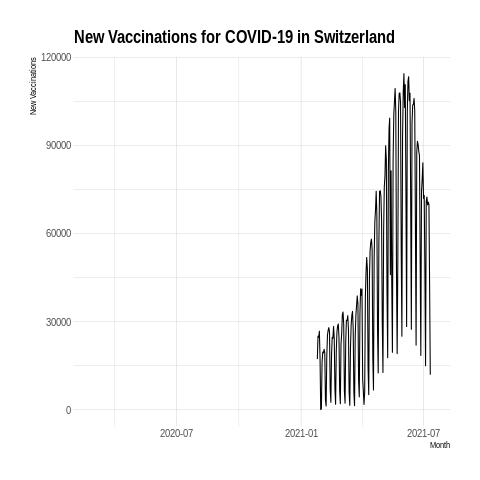 New Vaccinations for COVID-19 in Switzerland
New Vaccinations
120000
90000
60000
30000
0
2020-07
2021-01
2021-07
Month